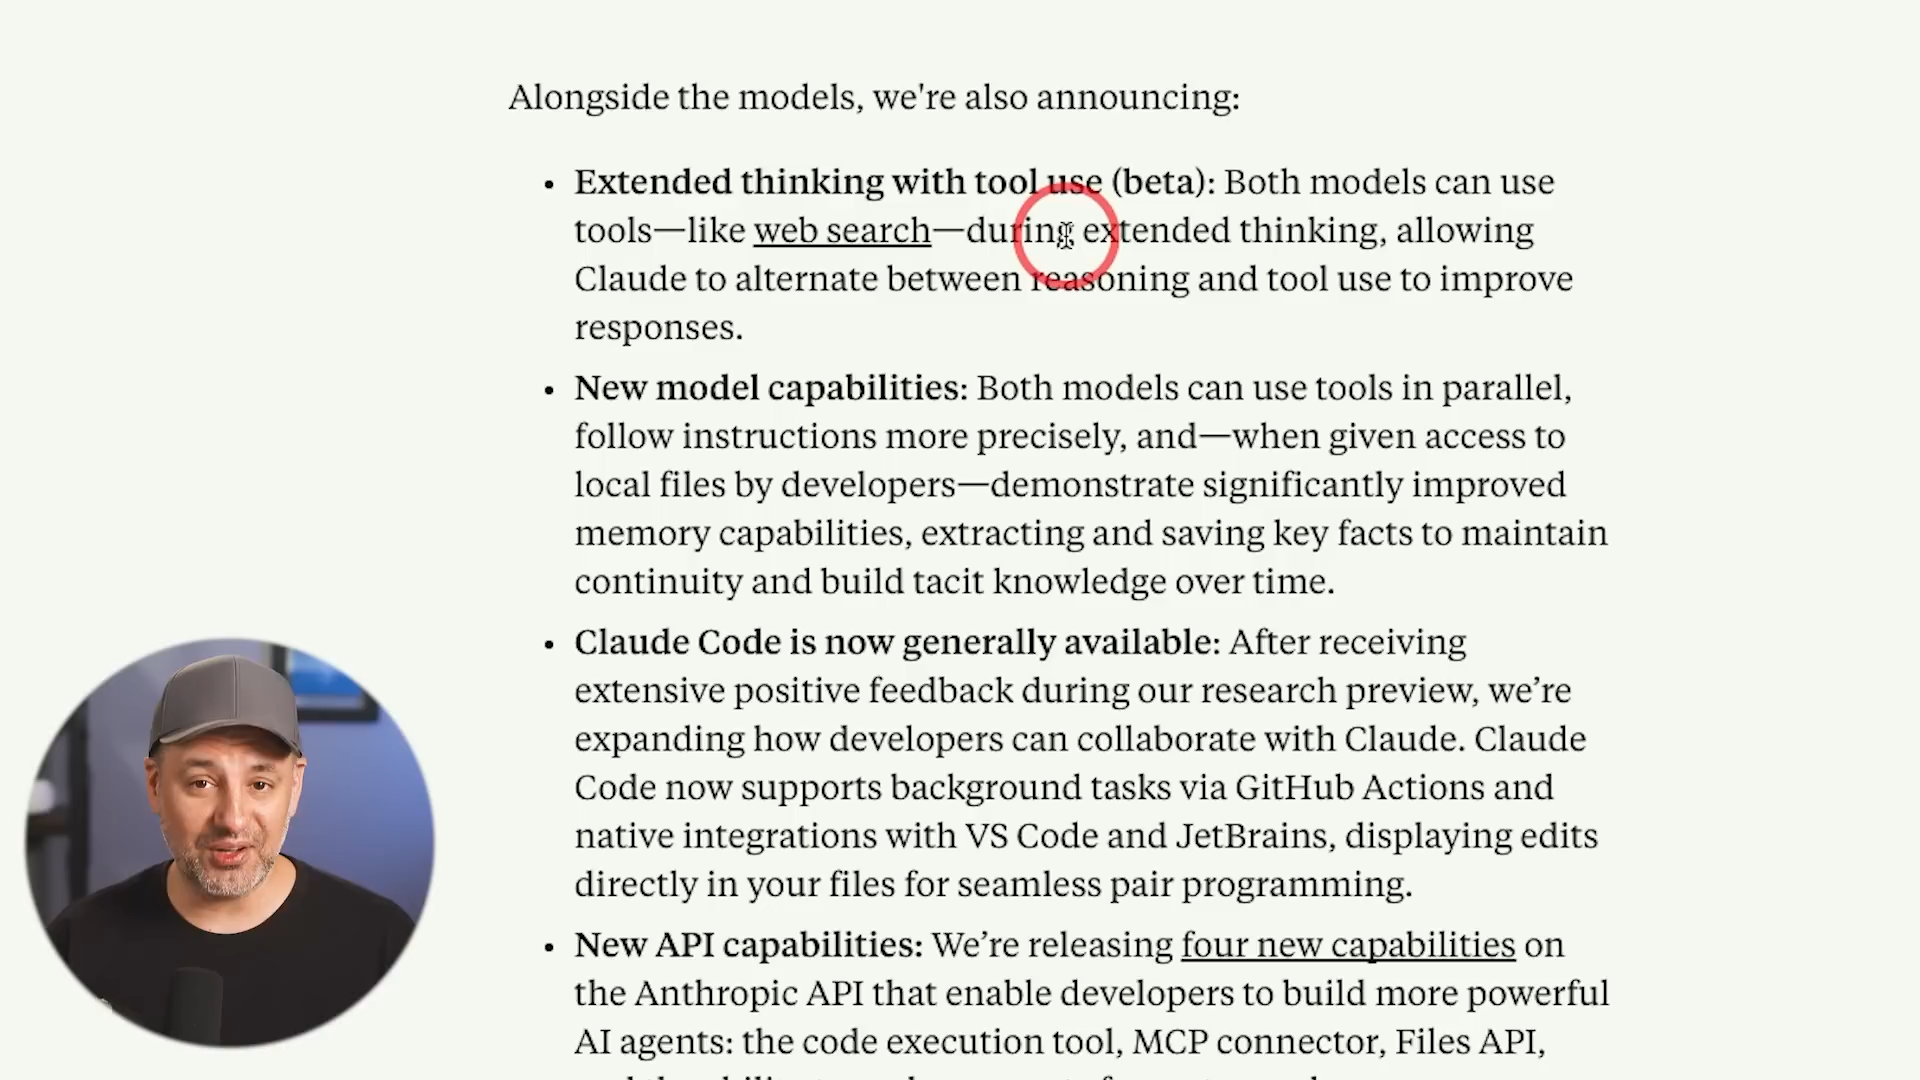 Alongside the models, we're also announcing:
• Extended thinking with tool use (beta): Both models can use
tools—like web search—during extended thinking, allowing
Claude to alternate between reasoning and tool use to improve
responses.
• New model capabilities: Both models can use tools in parallel,
follow instructions more precisely, and—when given access to
local files by developers—demonstrate significantly improved
memory capabilities, extracting and saving key facts to maintain
continuity and build tacit knowledge over time.
• Claude Code is now generally available: After receiving
extensive positive feedback during our research preview, we’re
expanding how developers can collaborate with Claude. Claude
Code now supports background tasks via GitHub Actions and
native integrations with VS Code and JetBrains, displaying edits
directly in your files for seamless pair programming.
• New API capabilities: We’re releasing four new capabilities on
the Anthropic API that enable developers to build more powerful
AI agents: the code execution tool, MCP connector, Files API,